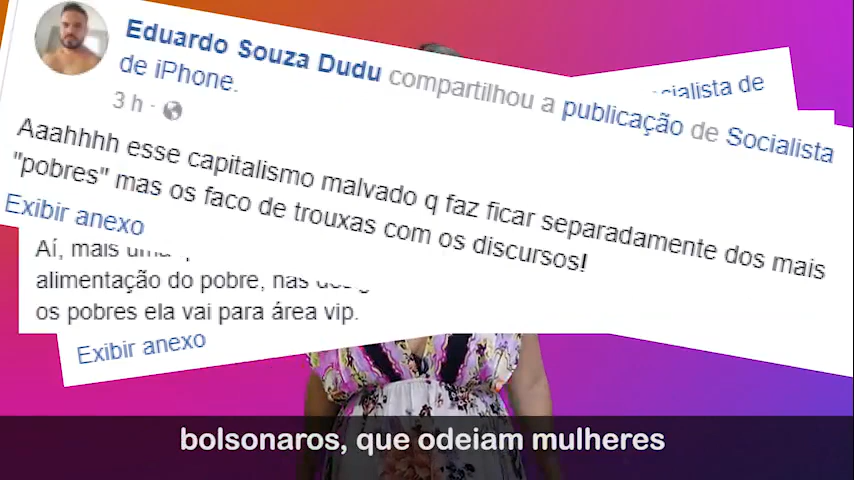 Eduardo Souza Dudu compartilhou a publicação de Socialista
de iPhone.
3 h
Aaahhhh esse capitalismo malvado q faz ficar separadamente dos mais
"pobres" mas os faco de trouxas com os discursos!
Exibir anexo
de
Aí, mais
alimentação do pobre, nas
os pobres ela vai para área vip.
Exibir anexo
bolsonaros, que odeiam mulheres